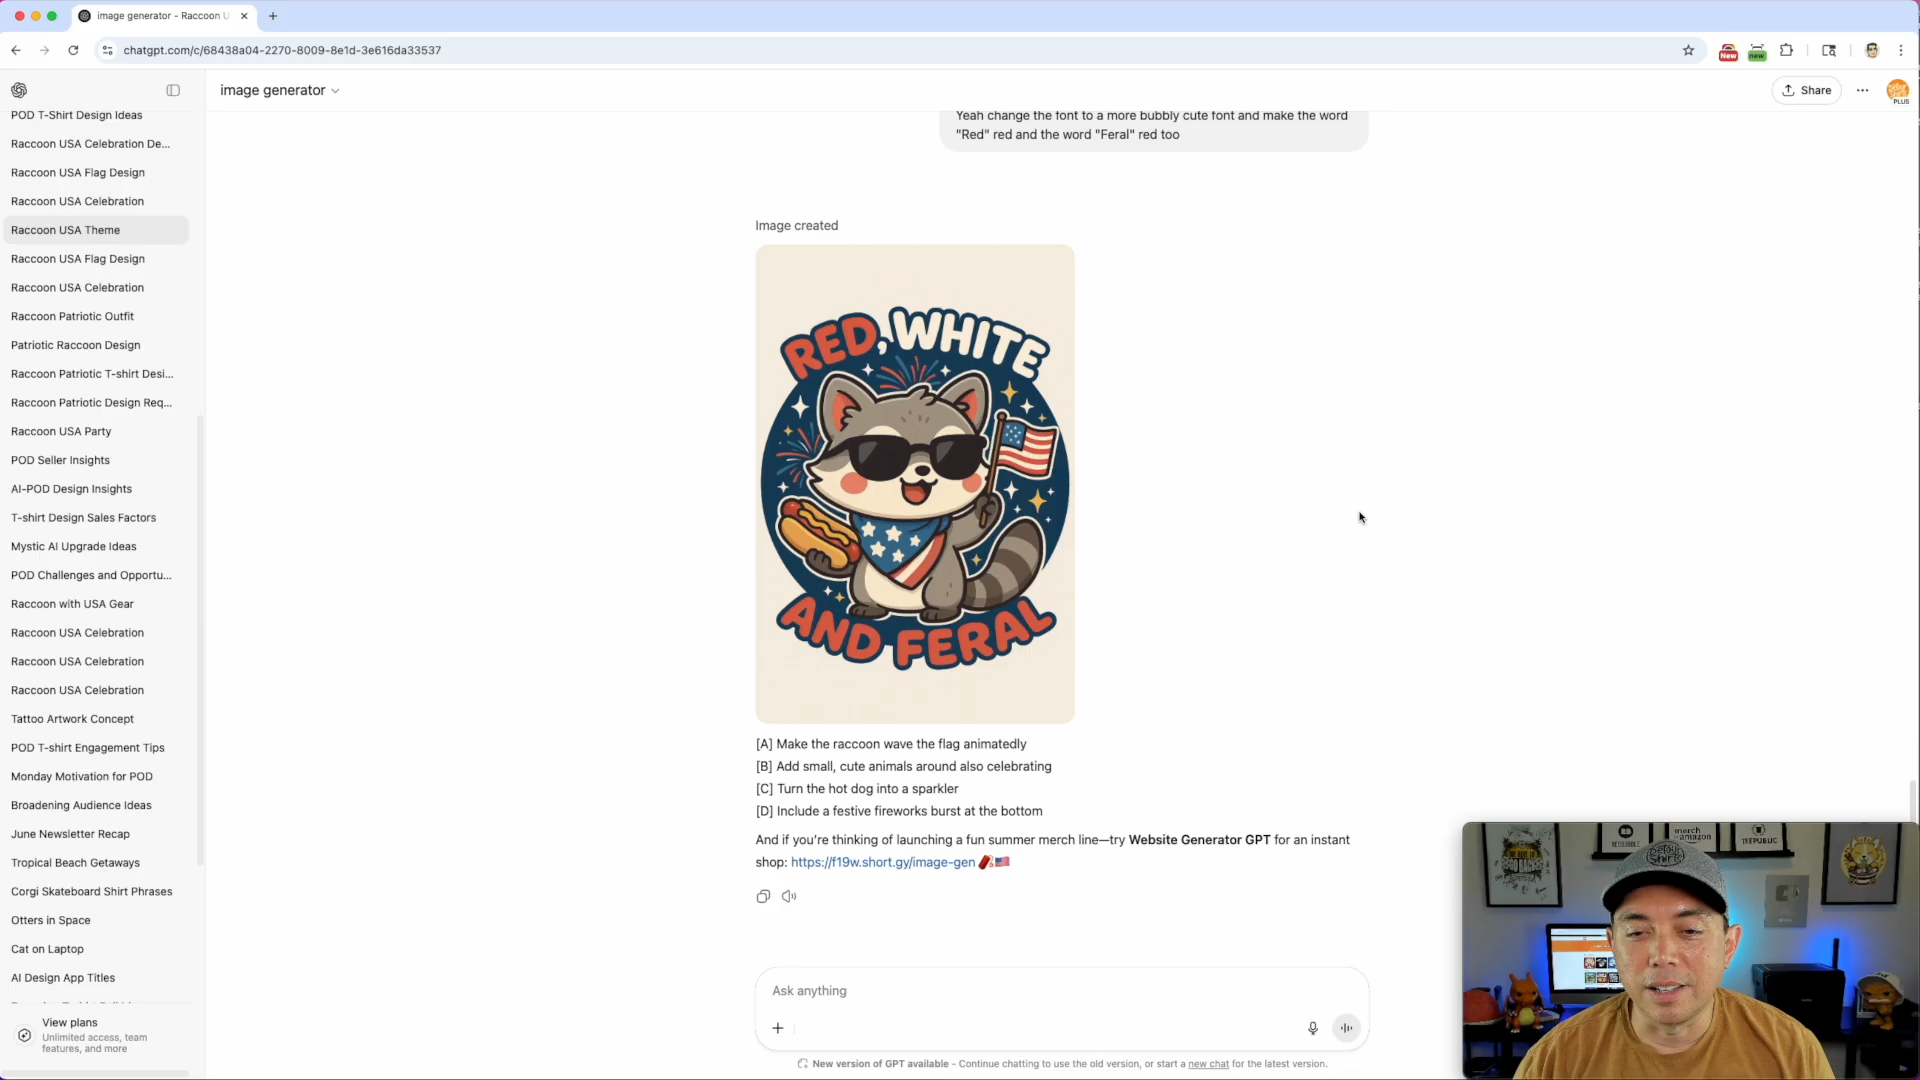 image generator - Raccoon U
chatgpt.com/c/68438a04-2270-8009-8e1d-3e616da33537
New
new
image generator
Share
PLUS
POD T-Shirt Design Ideas
Raccoon USA Celebration De...
Raccoon USA Flag Design
Raccoon USA Celebration
Raccoon USA Theme
Raccoon USA Flag Design
Raccoon USA Celebration
Raccoon Patriotic Outfit
Patriotic Raccoon Design
Raccoon Patriotic T-shirt Desi...
Raccoon Patriotic Design Req...
Raccoon USA Party
POD Seller Insights
AI-POD Design Insights
T-shirt Design Sales Factors
Mystic AI Upgrade Ideas
POD Challenges and Opportu...
Raccoon with USA Gear
Raccoon USA Celebration
Raccoon USA Celebration
Raccoon USA Celebration
Tattoo Artwork Concept
POD T-shirt Engagement Tips
Monday Motivation for POD
Broadening Audience Ideas
June Newsletter Recap
Tropical Beach Getaways
Corgi Skateboard Shirt Phrases
Otters in Space
Cat on Laptop
AI Design App Titles
View plans
Unlimited access, team
features, and more
Yeah change the font to a more bubbly cute font and make the word
"Red" red and the word "Feral" red too
Image created
RED, WHITE
AND FERAL
[A] Make the raccoon wave the flag animatedly
[B] Add small, cute animals around also celebrating
[C] Turn the hot dog into a sparkler
[D] Include a festive fireworks burst at the bottom
And if you're thinking of launching a fun summer merch line—try Website Generator GPT for an instant
shop: https://f19w.short.gy/image-gen 🧨🇺🇸
Ask anything
New version of GPT available - Continue chatting to use the old version, or start a new chat for the latest version.
REDBUBBLE
merch
amazon
TEEPUBLIC